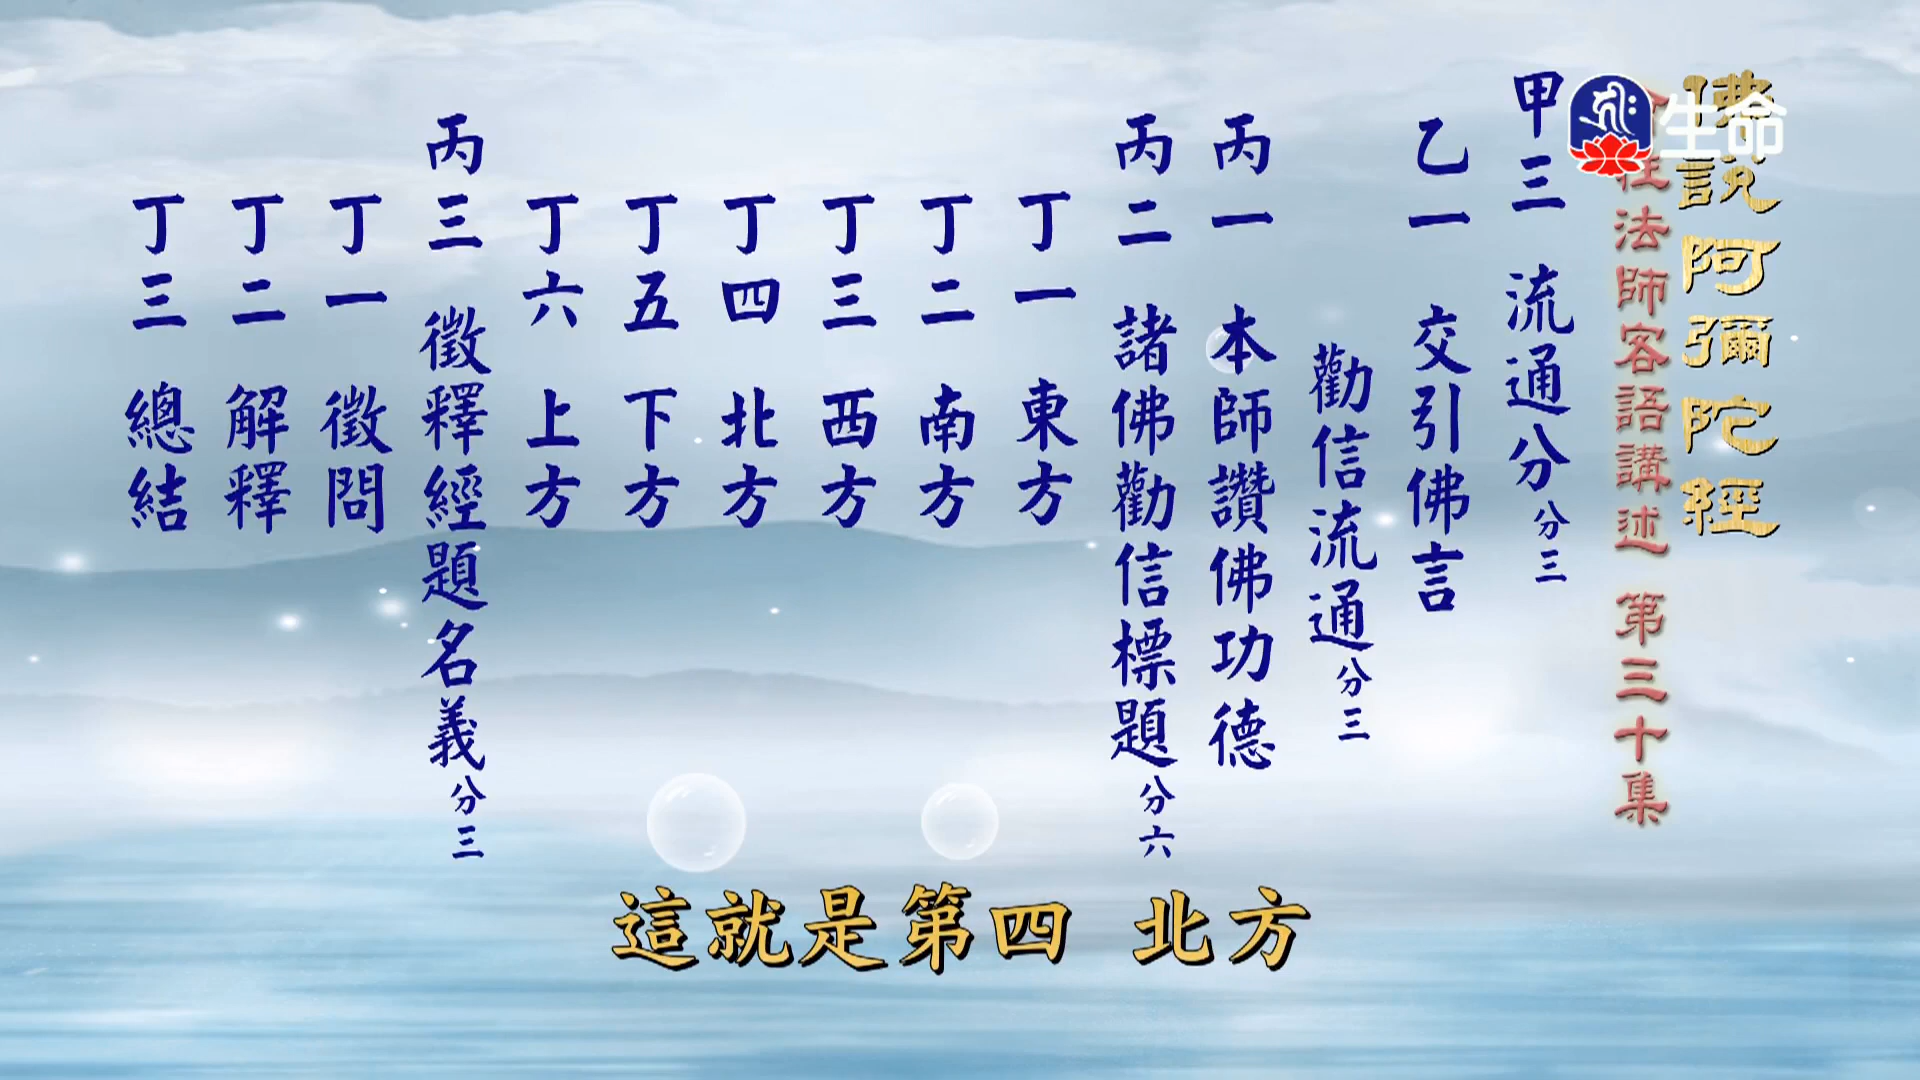 佛說阿彌陀經
法師客語講述 第三十集
生命
甲三 流通分分三
乙一 交引佛言
勸信流通分三
丙一 本師讚佛功德
丙二 諸佛勸信標題分六
丁一 東方
丁二 南方
丁三 西方
丁四 北方
丁五 下方
丁六 上方
丙三 徵釋經題名義分三
丁一 徵問
丁二 解釋
丁三 總結
這就是第四 北方